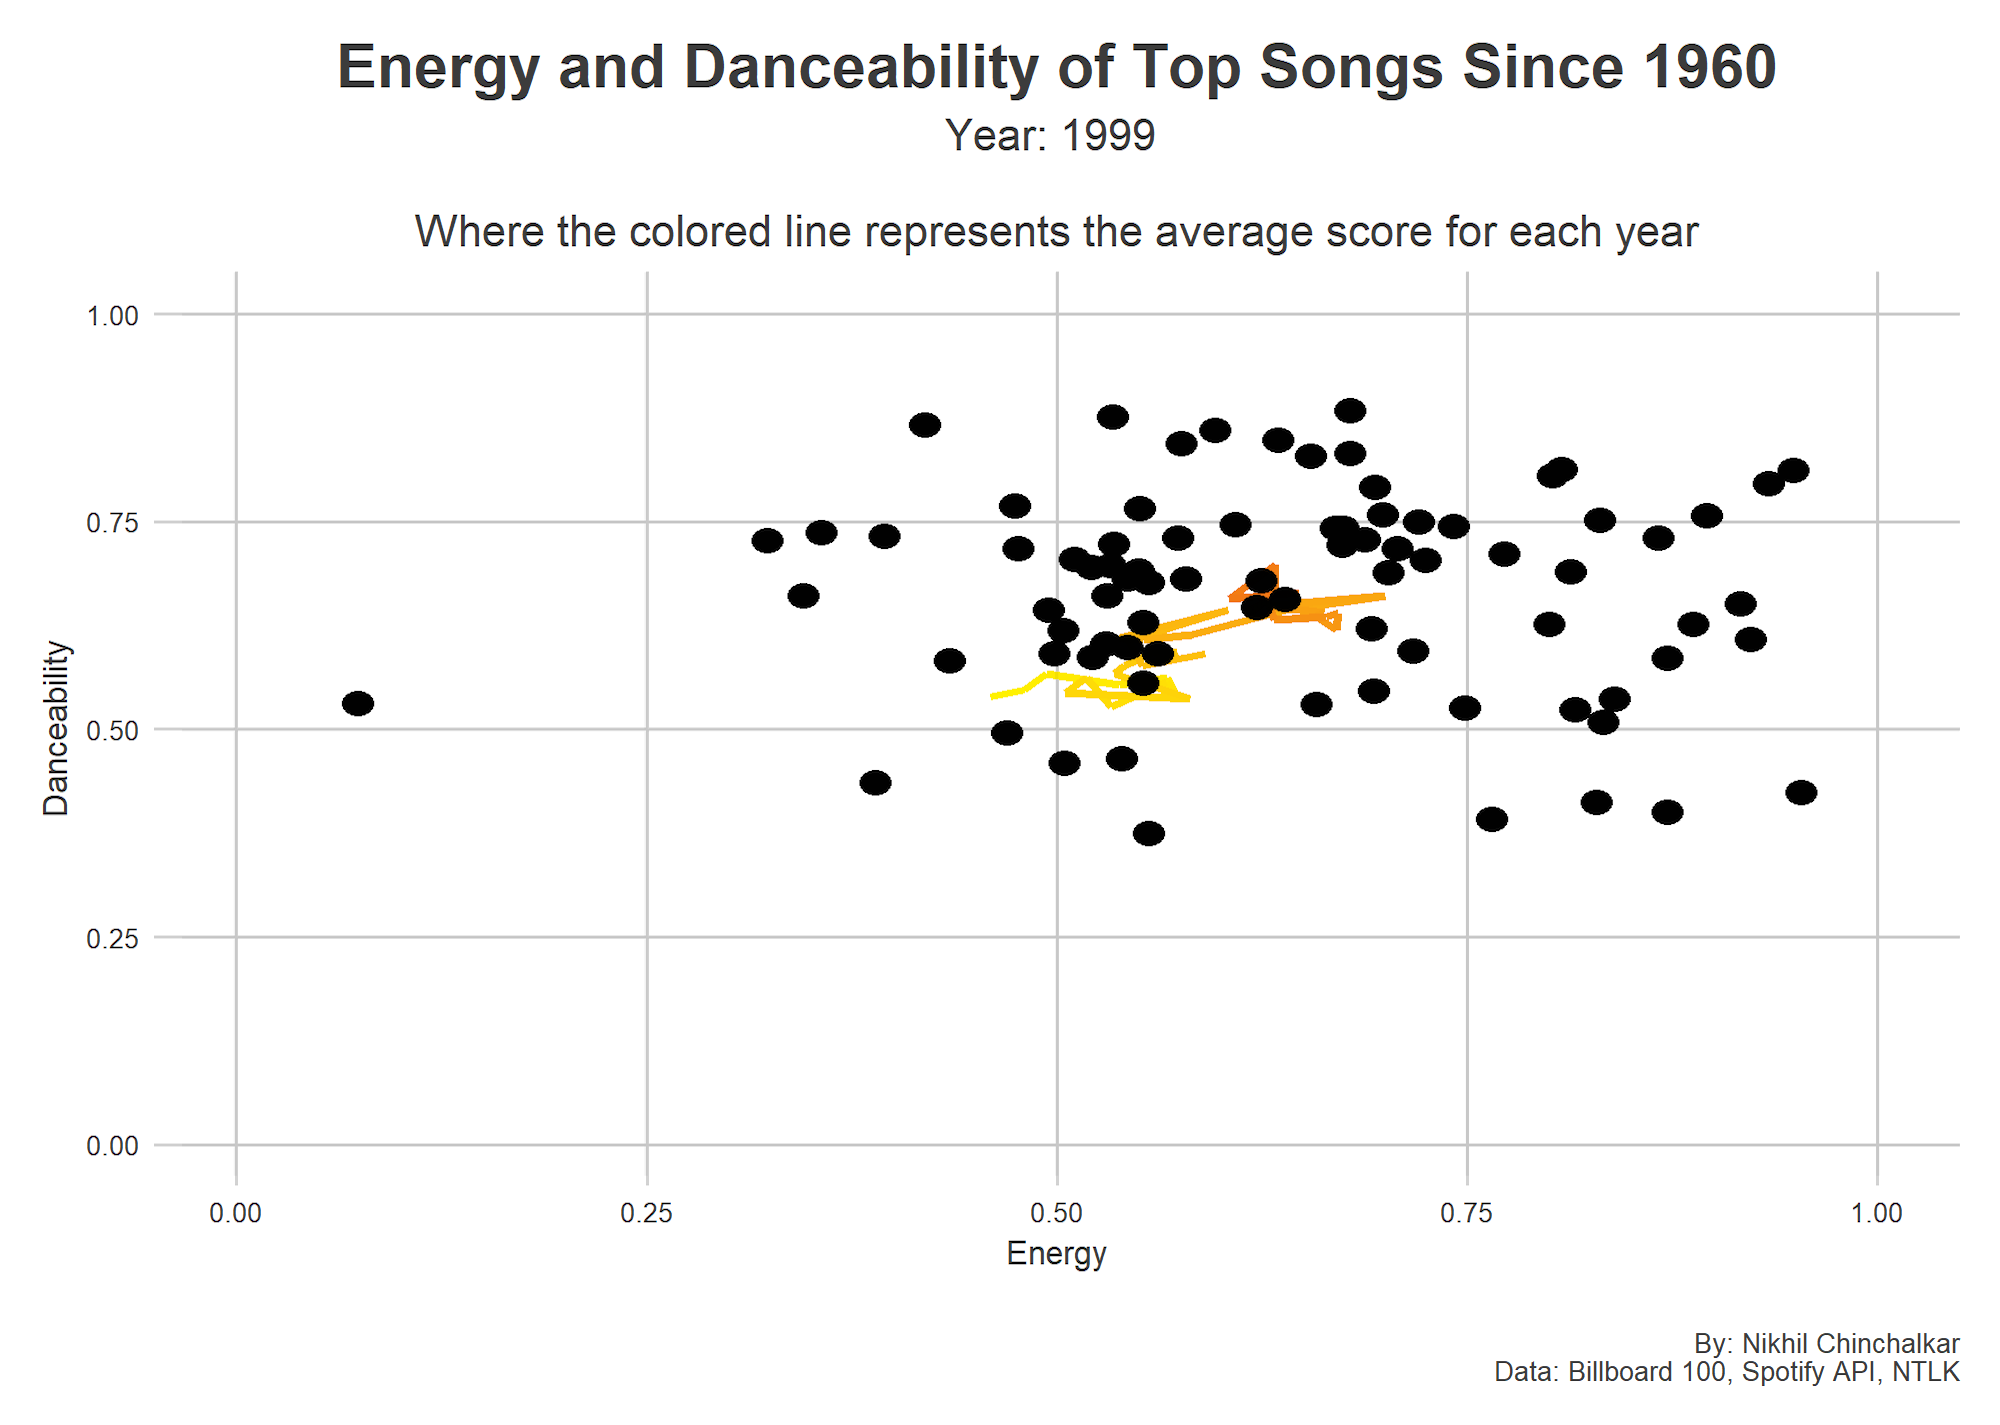 Energy and Danceability of Top Songs Since 1960
Year: 1999
Where the colored line represents the average score for each year
1.00
0.75
0.50
0.25
0.00
Danceability
0.00
0.25
0.50
0.75
1.00
Energy
By: Nikhil Chinchalkar
Data: Billboard 100, Spotify API, NTLK